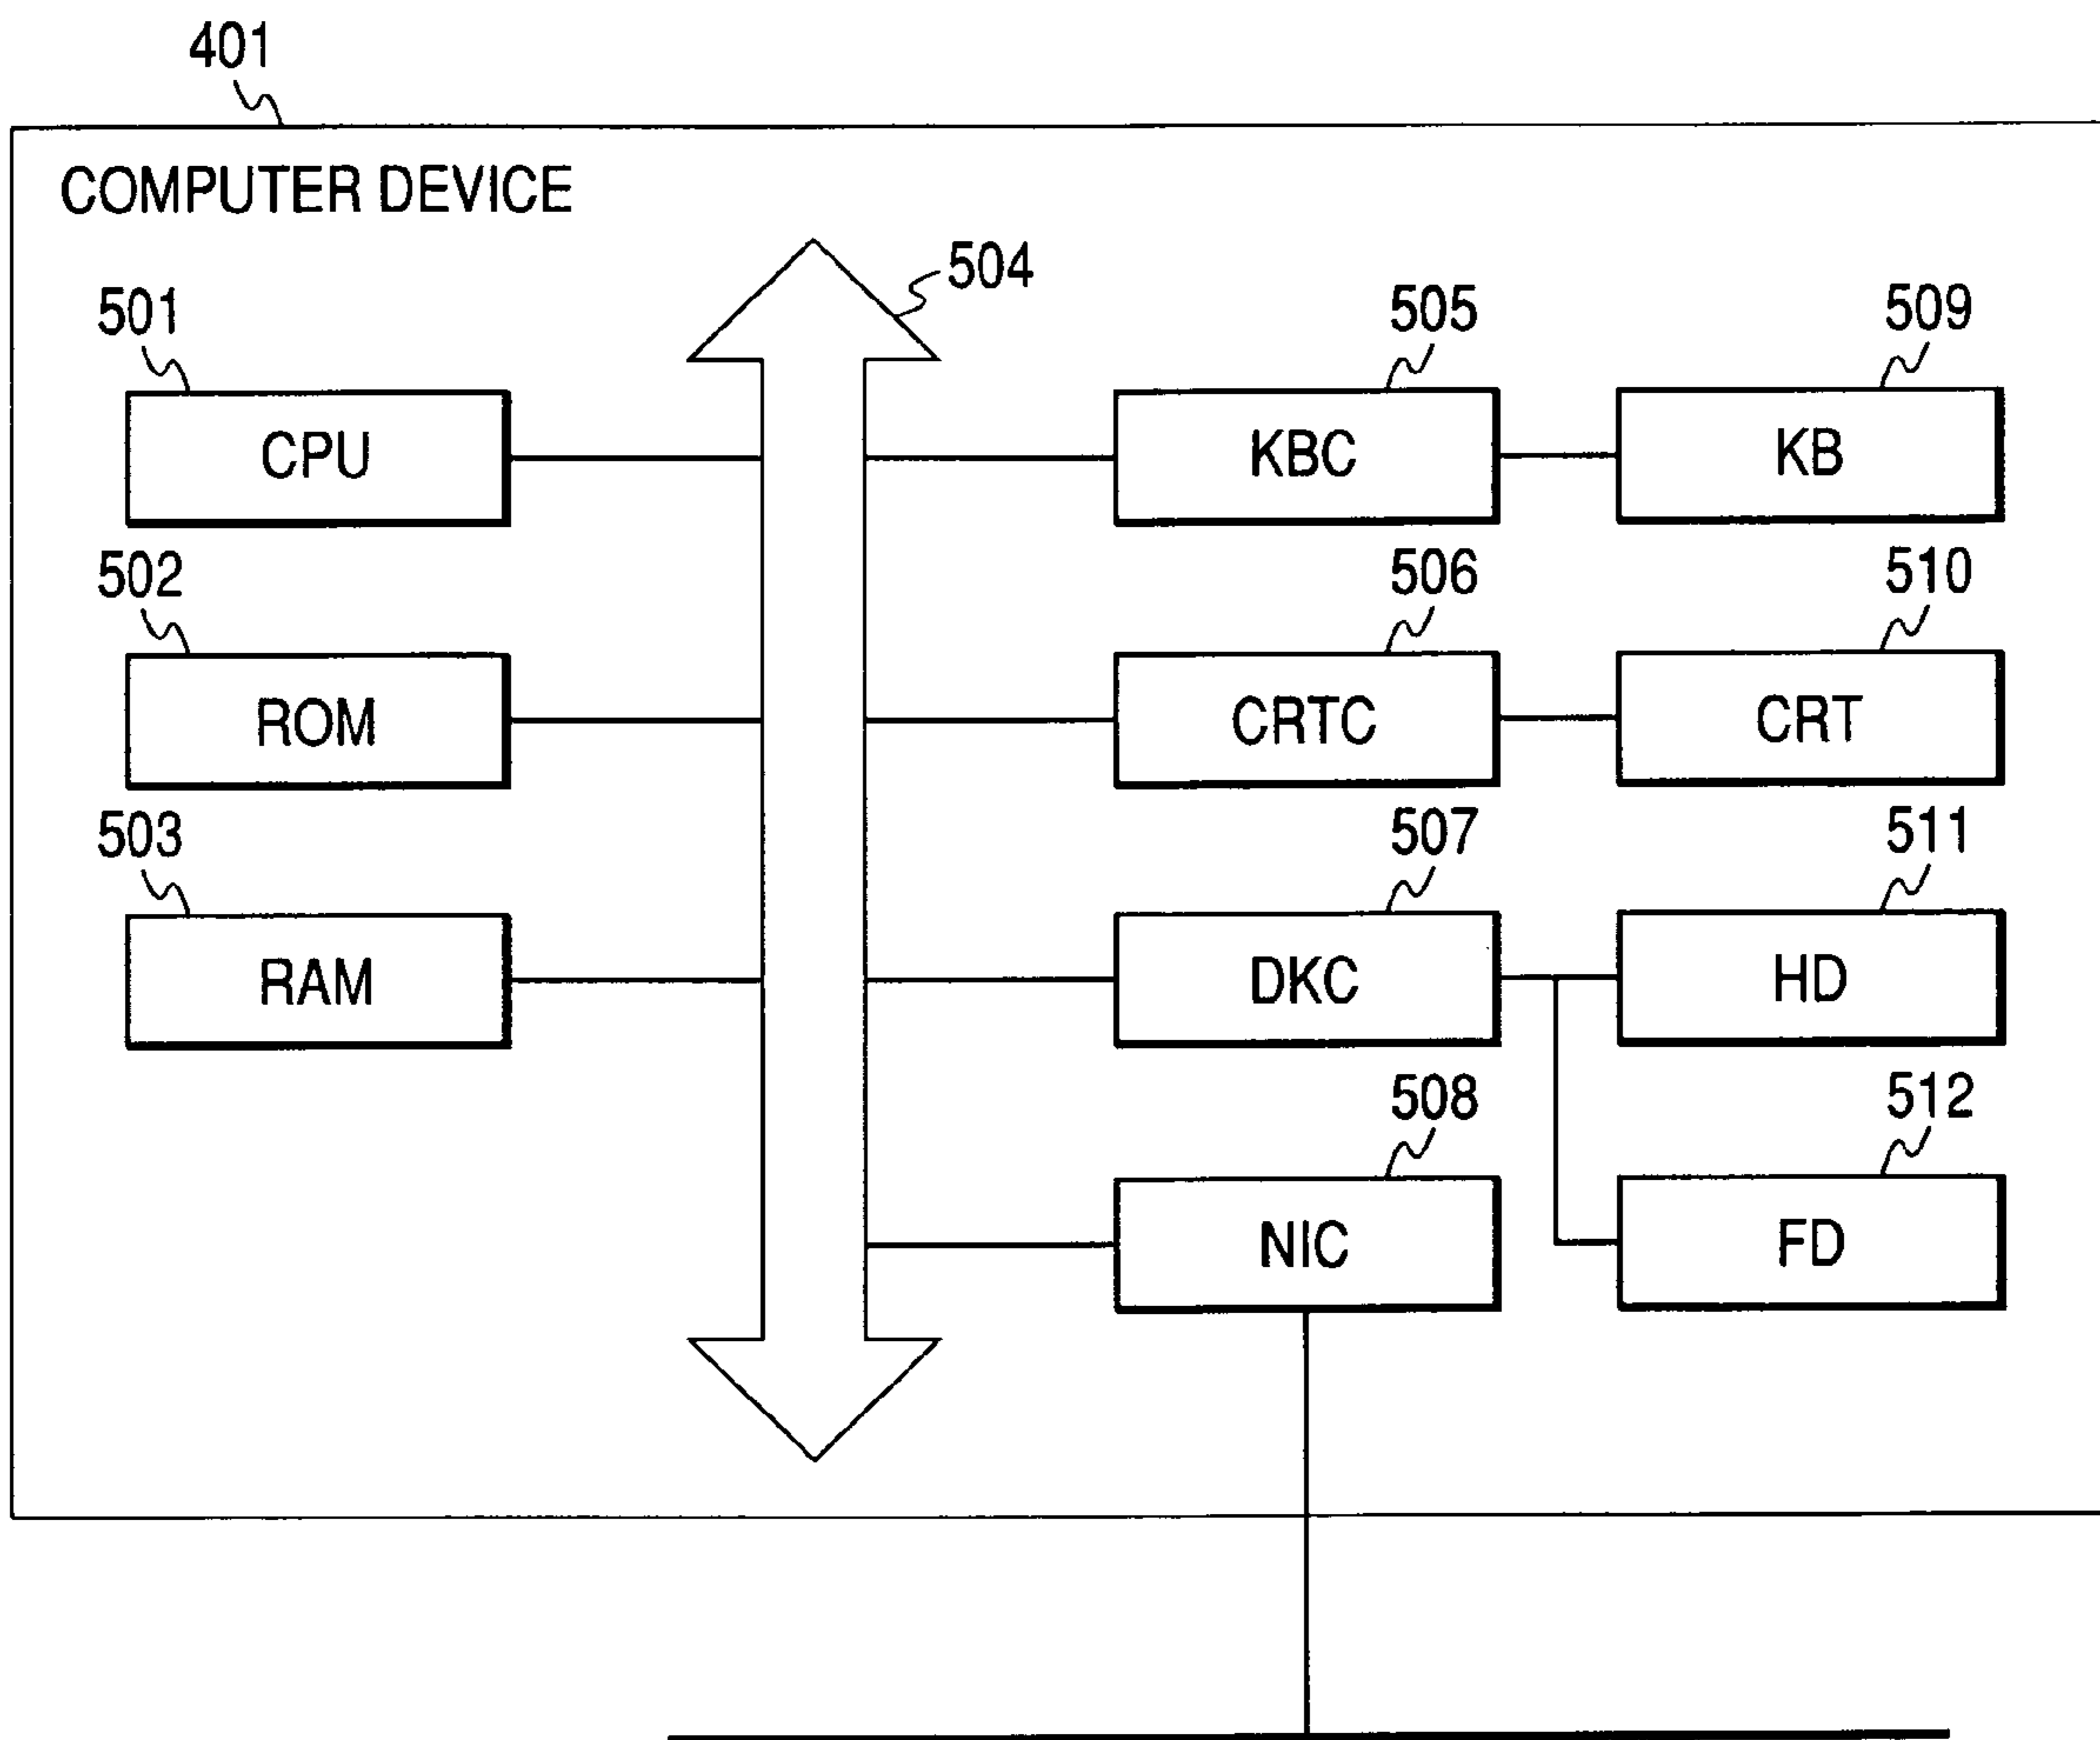 401
COMPUTER DEVICE
504
501
505
509
CPU
KBC
KB
502
506
510
ROM
CRTC
CRT
503
507
511
RAM
DKC
HD
508
512
NIC
FD